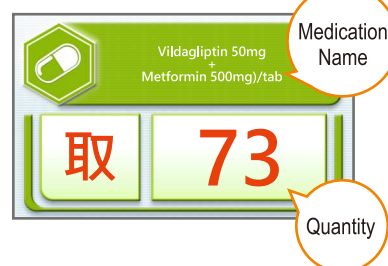 Medication
Name
Vildagliptin 50mg
+
Metformin 500mg)/tab
取
73
Quantity